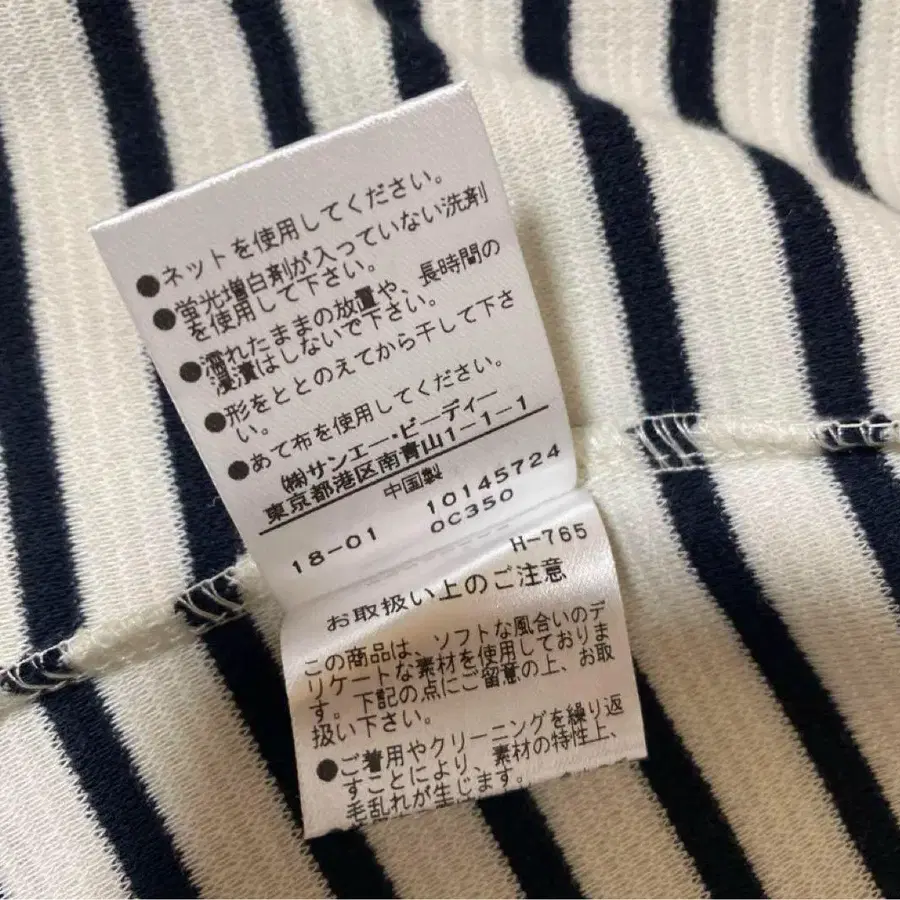 ●ネットを使用してください。
●蛍光増白剤が入っていない洗剤
を使用して下さい。
●濡れたままの放置や、長時間の
浸漬はしないで下さい。
●形をととのえてから干して下さ
い。
●あて布を使用してください。
㈱サンエー・ビーディー
東京都港区南青山1-1-1
中国製
18-01 10145724
0C350
H-765
お取扱い上のご注意
この商品は、ソフトな風合いのデ
リケートな素材を使用しておりま
す。下記の点にご留意の上、お取
扱い下さい。
●ご着用やクリーニングを繰り返
すことにより、素材の特性上、
毛乱れが生じます。